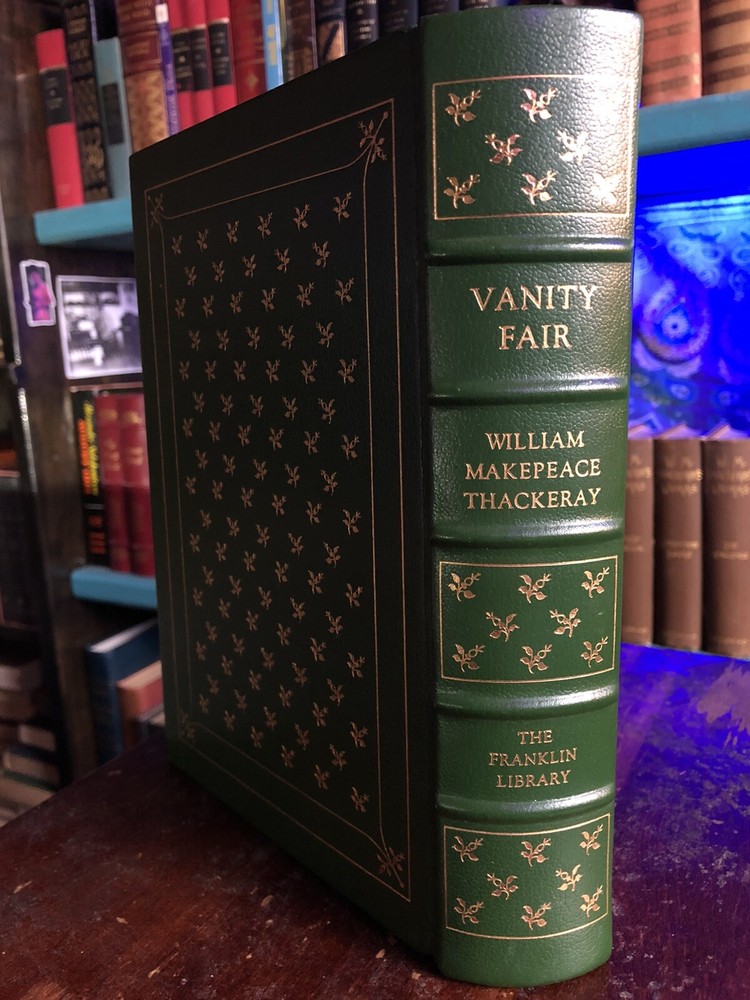 VANITY
FAIR
WILLIAM
MAKEPEACE
THACKERAY
THE
FRANKLIN
LIBRARY